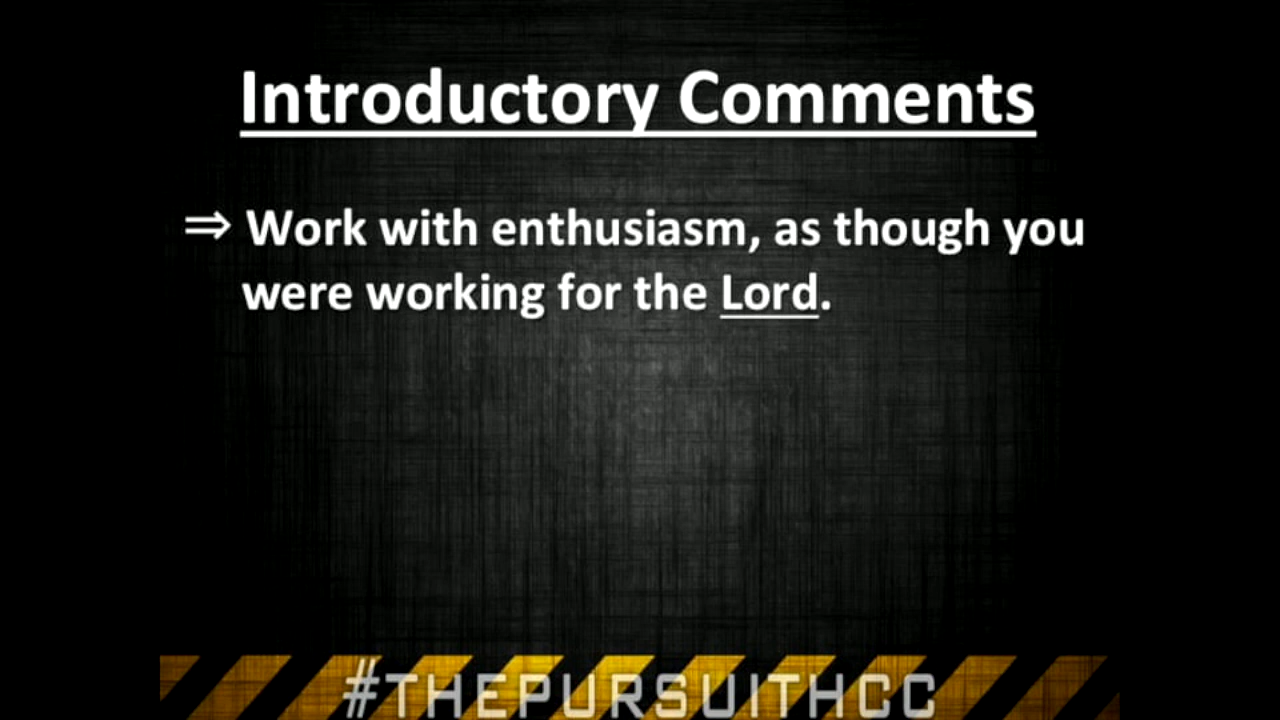 Introductory Comments
⇒ Work with enthusiasm, as though you
were working for the Lord.
#THEPURSUITHCC